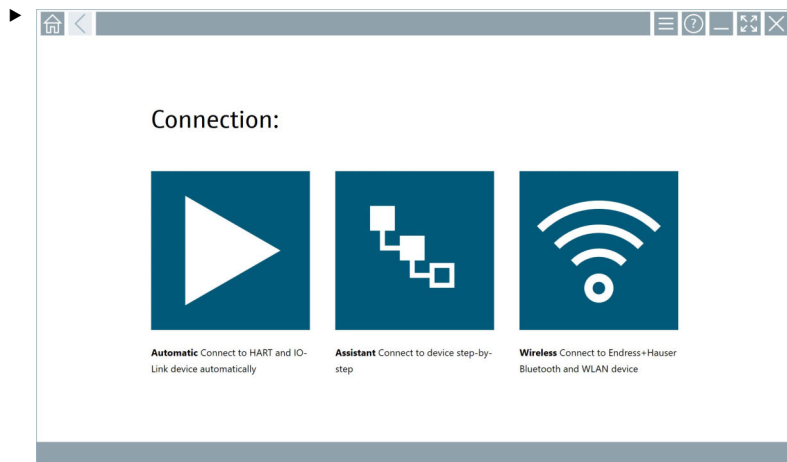 Connection:
Automatic Connect to HART and IO-
Link device automatically
Assistant Connect to device step-by-
step
Wireless Connect to Endress+Hauser
Bluetooth and WLAN device